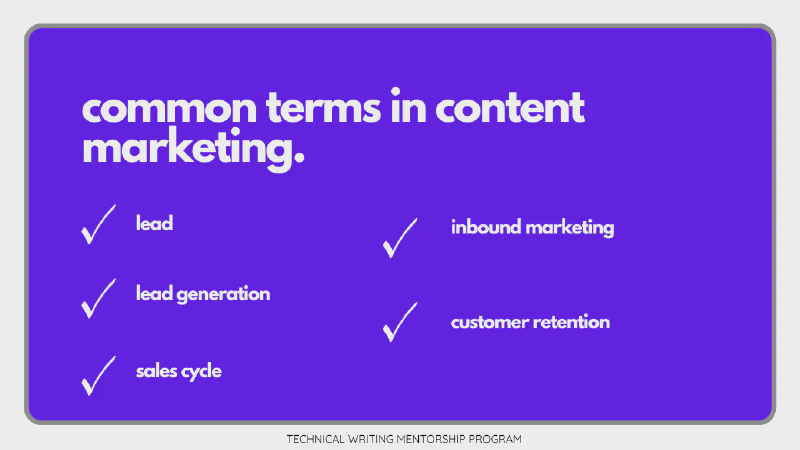 common terms in content
marketing.
lead
lead generation
sales cycle
inbound marketing
customer retention
TECHNICAL WRITING MENTORSHIP PROGRAM